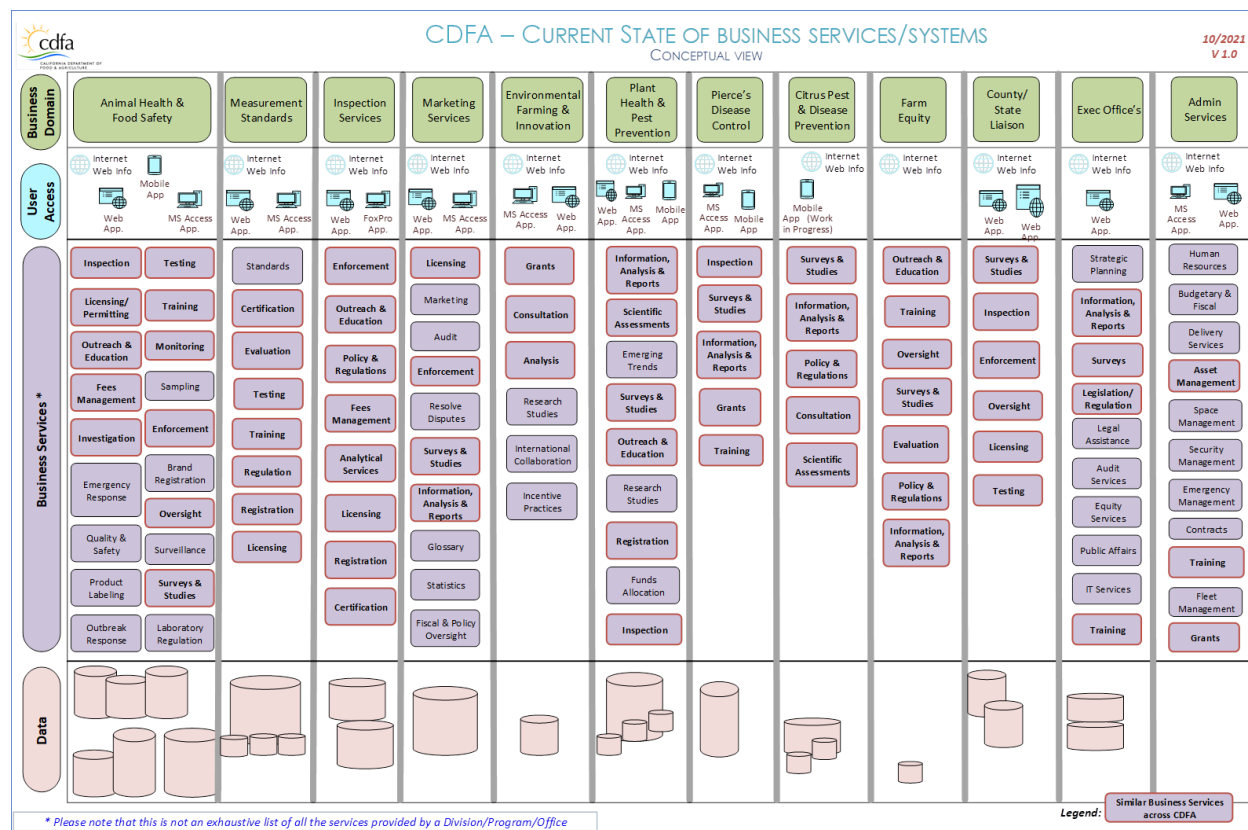 cdfa
CALIFORNIA DEPARTMENT OF
FOOD & AGRICULTURE
CDFA – CURRENT STATE OF BUSINESS SERVICES/SYSTEMS
CONCEPTUAL VIEW
10/2021
V 1.0
Business
Domain
Animal Health &
Food Safety
Measurement
Standards
Inspection
Services
Marketing
Services
Environmental
Farming &
Innovation
Plant
Health &
Pest
Prevention
Pierce's
Disease
Control
Citrus Pest
& Disease
Prevention
Farm
Equity
County/
State
Liaison
Exec Office's
Admin
Services
User
Access
Internet
Web Info
Mobile
App
Web
App.
MS Access
App.
Internet
Web Info
Web
App.
MS Access
App.
Internet
Web Info
Web
App.
FoxPro
App.
Internet
Web Info
Web
App.
MS Access
App.
Internet
Web Info
MS Access
App.
Web
App.
Internet
Web Info
Web
App.
MS
Access
App.
Mobile
App
Internet
Web Info
MS
Access
App.
Mobile
App
Internet
Web Info
Mobile
App (Work
in Progress)
Internet
Web Info
Internet
Web Info
Web
App.
Web
App
Internet
Web Info
Web
App.
Internet
Web Info
MS
Access
App.
Web
App.
Business Services *
Inspection
Testing
Licensing/
Permitting
Training
Outreach &
Education
Monitoring
Fees
Management
Sampling
Investigation
Enforcement
Emergency
Response
Brand
Registration
Oversight
Quality &
Safety
Surveillance
Product
Labeling
Surveys &
Studies
Outbreak
Response
Laboratory
Regulation
Standards
Certification
Evaluation
Testing
Training
Regulation
Registration
Licensing
Enforcement
Outreach &
Education
Policy &
Regulations
Fees
Management
Analytical
Services
Licensing
Registration
Certification
Licensing
Marketing
Audit
Enforcement
Resolve
Disputes
Surveys &
Studies
Information,
Analysis &
Reports
Glossary
Statistics
Fiscal & Policy
Oversight
Grants
Consultation
Analysis
Research
Studies
International
Collaboration
Incentive
Practices
Information,
Analysis &
Reports
Scientific
Assessments
Emerging
Trends
Surveys &
Studies
Outreach &
Education
Research
Studies
Registration
Funds
Allocation
Inspection
Inspection
Surveys &
Studies
Information,
Analysis &
Reports
Grants
Training
Surveys &
Studies
Information,
Analysis &
Reports
Policy &
Regulations
Consultation
Scientific
Assessments
Outreach &
Education
Training
Oversight
Surveys &
Studies
Evaluation
Policy &
Regulations
Information,
Analysis &
Reports
Surveys &
Studies
Inspection
Enforcement
Oversight
Licensing
Testing
Strategic
Planning
Information,
Analysis &
Reports
Surveys
Legislation/
Regulation
Legal
Assistance
Audit
Services
Equity
Services
Public Affairs
IT Services
Training
Human
Resources
Budgetary &
Fiscal
Delivery
Services
Asset
Management
Space
Management
Security
Management
Emergency
Management
Contracts
Training
Fleet
Management
Grants
Data
* Please note that this is not an exhaustive list of all the services provided by a Division/Program/Office
Legend:
Similar Business Services
across CDFA